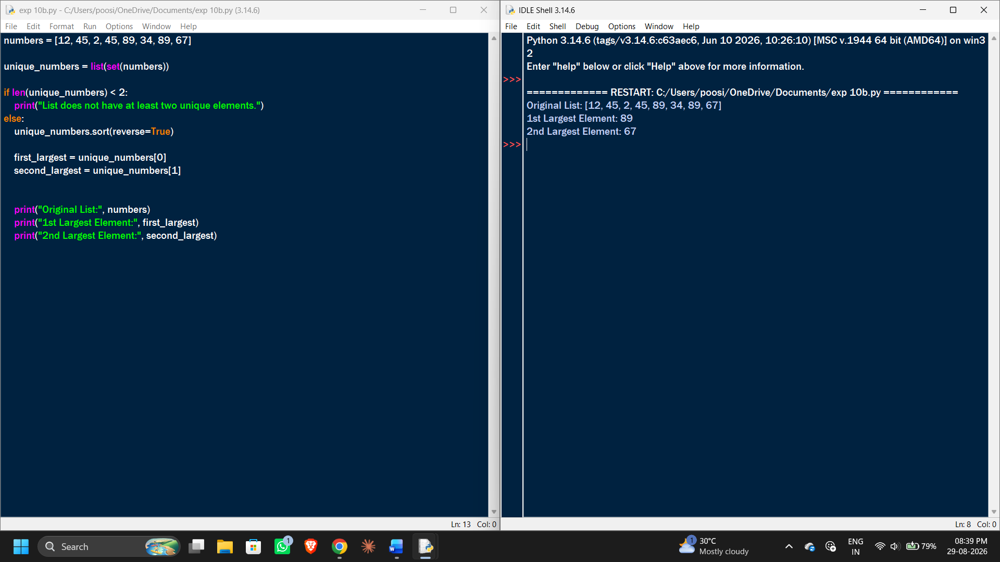 exp 10b.py - C:/Users/poosi/OneDrive/Documents/exp 10b.py (3.14.6)
File Edit Format Run Options Window Help
numbers = [12, 45, 2, 45, 89, 34, 89, 67]
unique_numbers = list(set(numbers))
if len(unique_numbers) < 2:
    print("List does not have at least two unique elements.")
else:
    unique_numbers.sort(reverse=True)
    first_largest = unique_numbers[0]
    second_largest = unique_numbers[1]
    print("Original List:", numbers)
    print("1st Largest Element:", first_largest)
    print("2nd Largest Element:", second_largest)
Ln: 13 Col: 0
IDLE Shell 3.14.6
File Edit Shell Debug Options Window Help
Python 3.14.6 (tags/v3.14.6:c63aec6, Jun 10 2026, 10:26:10) [MSC v.1944 64 bit (AMD64)] on win3
2
Enter "help" below or click "Help" above for more information.
>>>
============= RESTART: C:/Users/poosi/OneDrive/Documents/exp 10b.py ============
Original List: [12, 45, 2, 45, 89, 34, 89, 67]
1st Largest Element: 89
2nd Largest Element: 67
>>>
Ln: 8 Col: 0
Search
1
W
1
30°C
Mostly cloudy
ENG
IN
79%
08:39 PM
29-08-2026